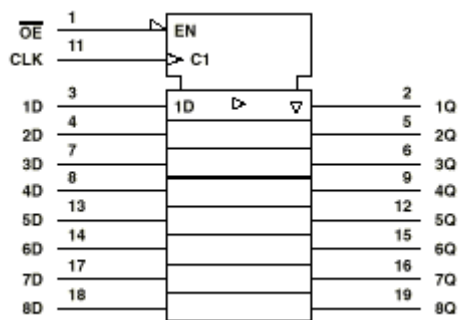 OE 1 EN
CLK 11 C1
1D 3 1D 2 1Q
2D 4 5 2Q
3D 7 6 3Q
4D 8 9 4Q
5D 13 12 5Q
6D 14 15 6Q
7D 17 16 7Q
8D 18 19 8Q